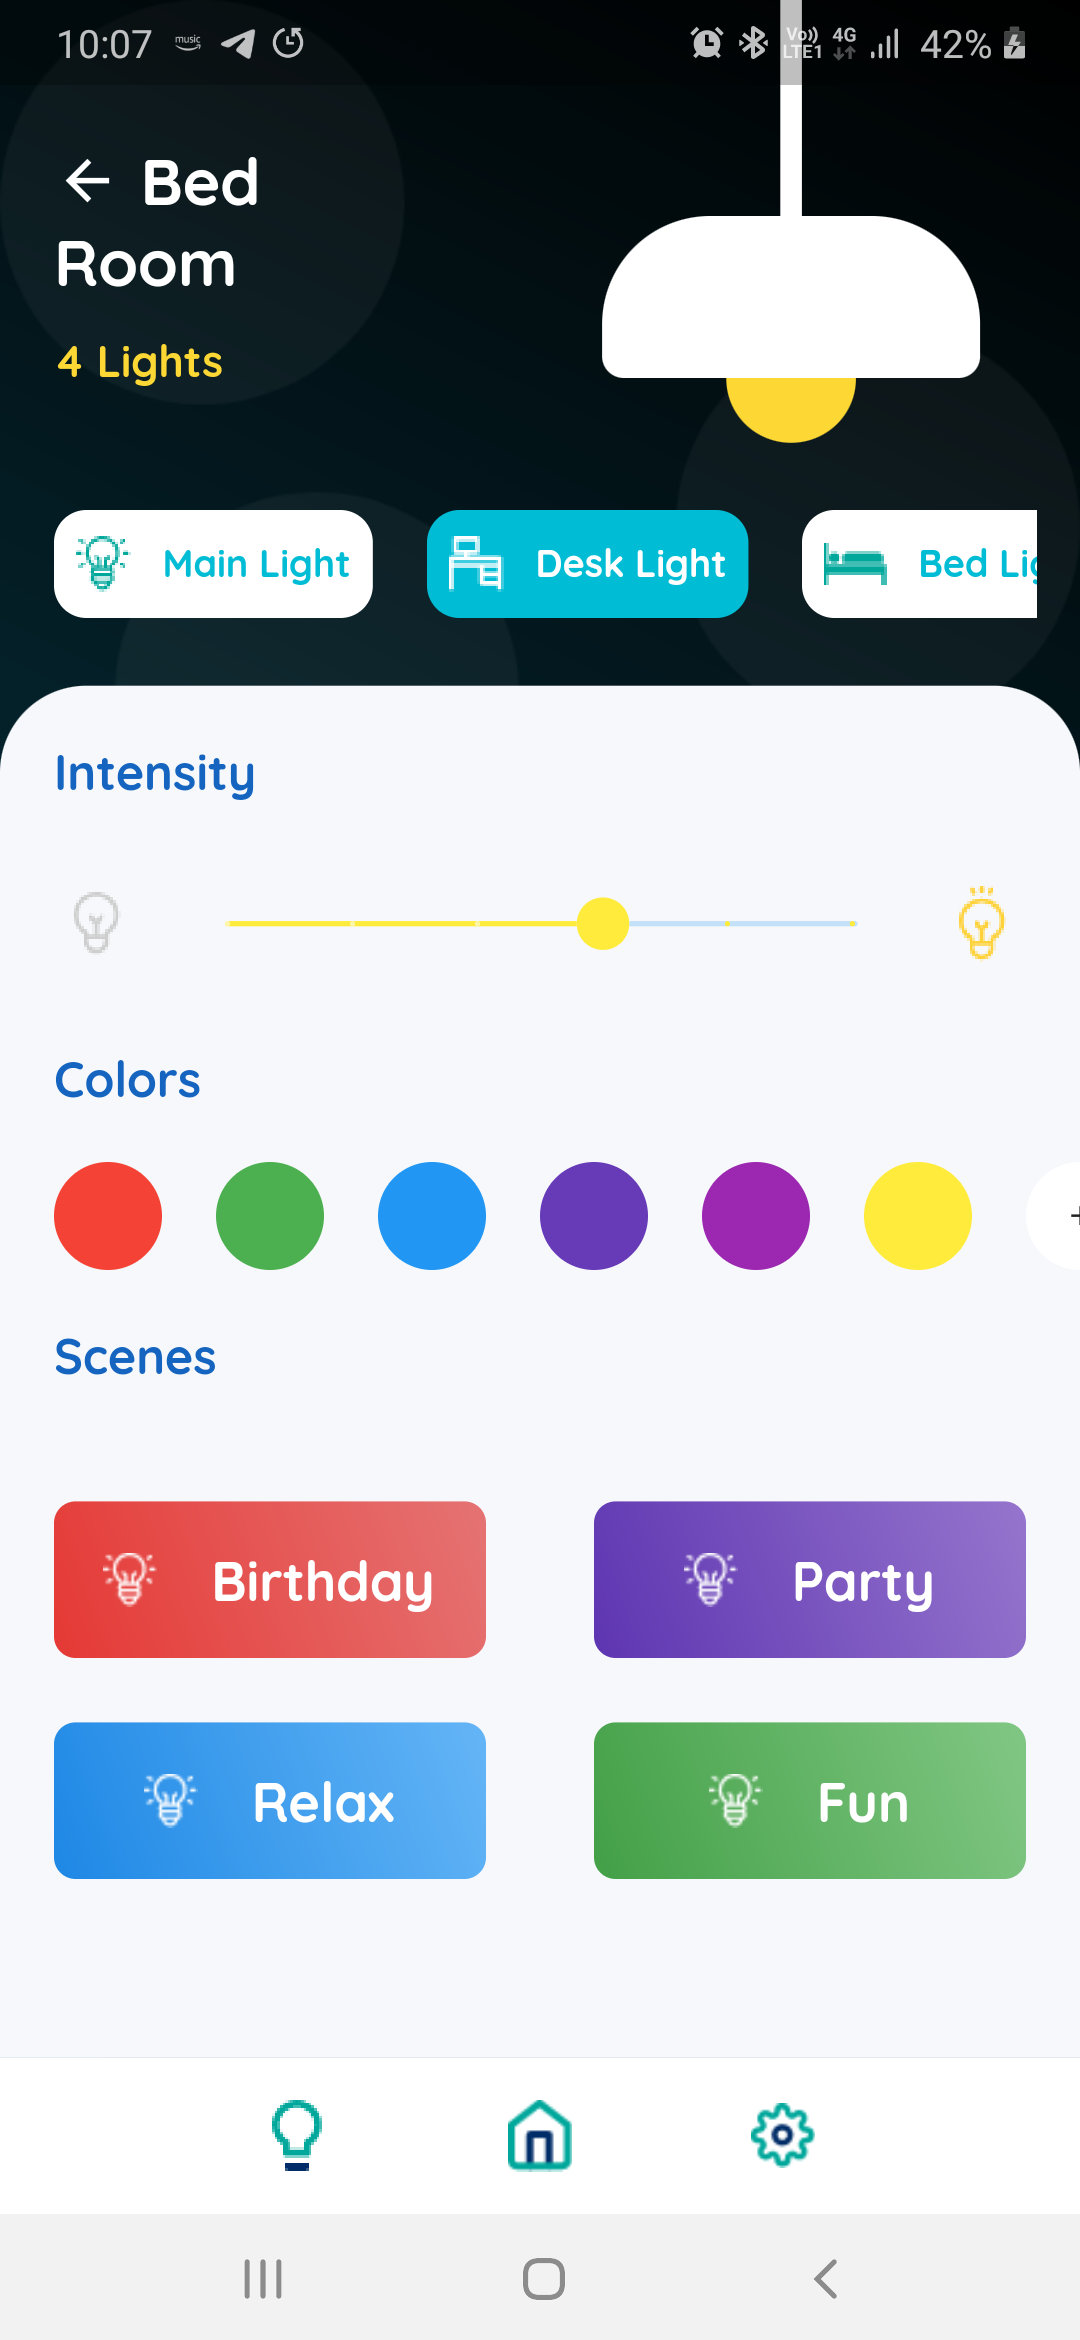 10:07 music Vo)) LTE1 4G 42%
Bed
Room
4 Lights
Main Light Desk Light Bed Lig
Intensity
Colors
+
Scenes
Birthday Party
Relax Fun